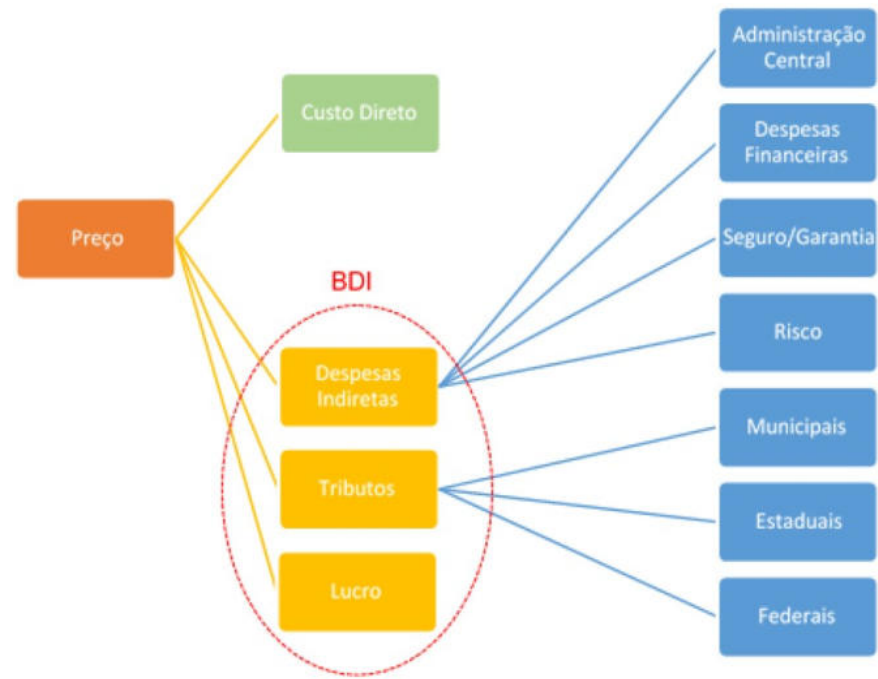 Preço
Custo Direto
BDI
Despesas
Indiretas
Tributos
Lucro
Administração
Central
Despesas
Financeiras
Seguro/Garantia
Risco
Municipais
Estaduais
Federais